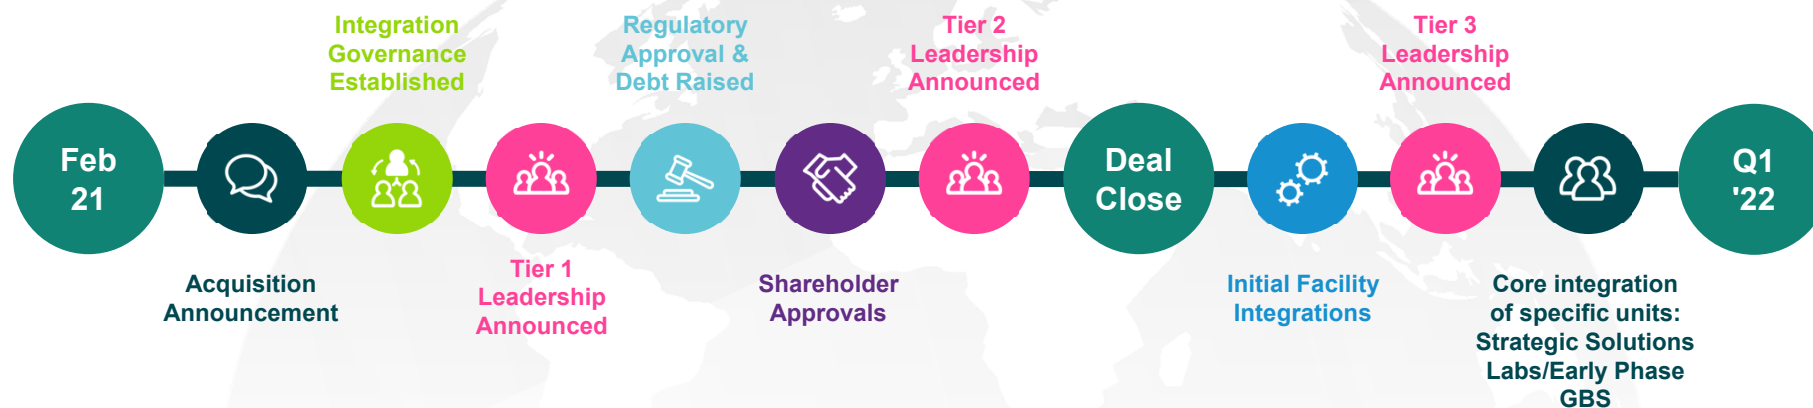 Feb
21
Acquisition
Announcement
Integration
Governance
Established
Tier 1
Leadership
Announced
Regulatory
Approval &
Debt Raised
Shareholder
Approvals
Tier 2
Leadership
Announced
Deal
Close
Initial Facility
Integrations
Tier 3
Leadership
Announced
Core integration
of specific units:
Strategic Solutions
Labs/Early Phase
GBS
Q1
'22